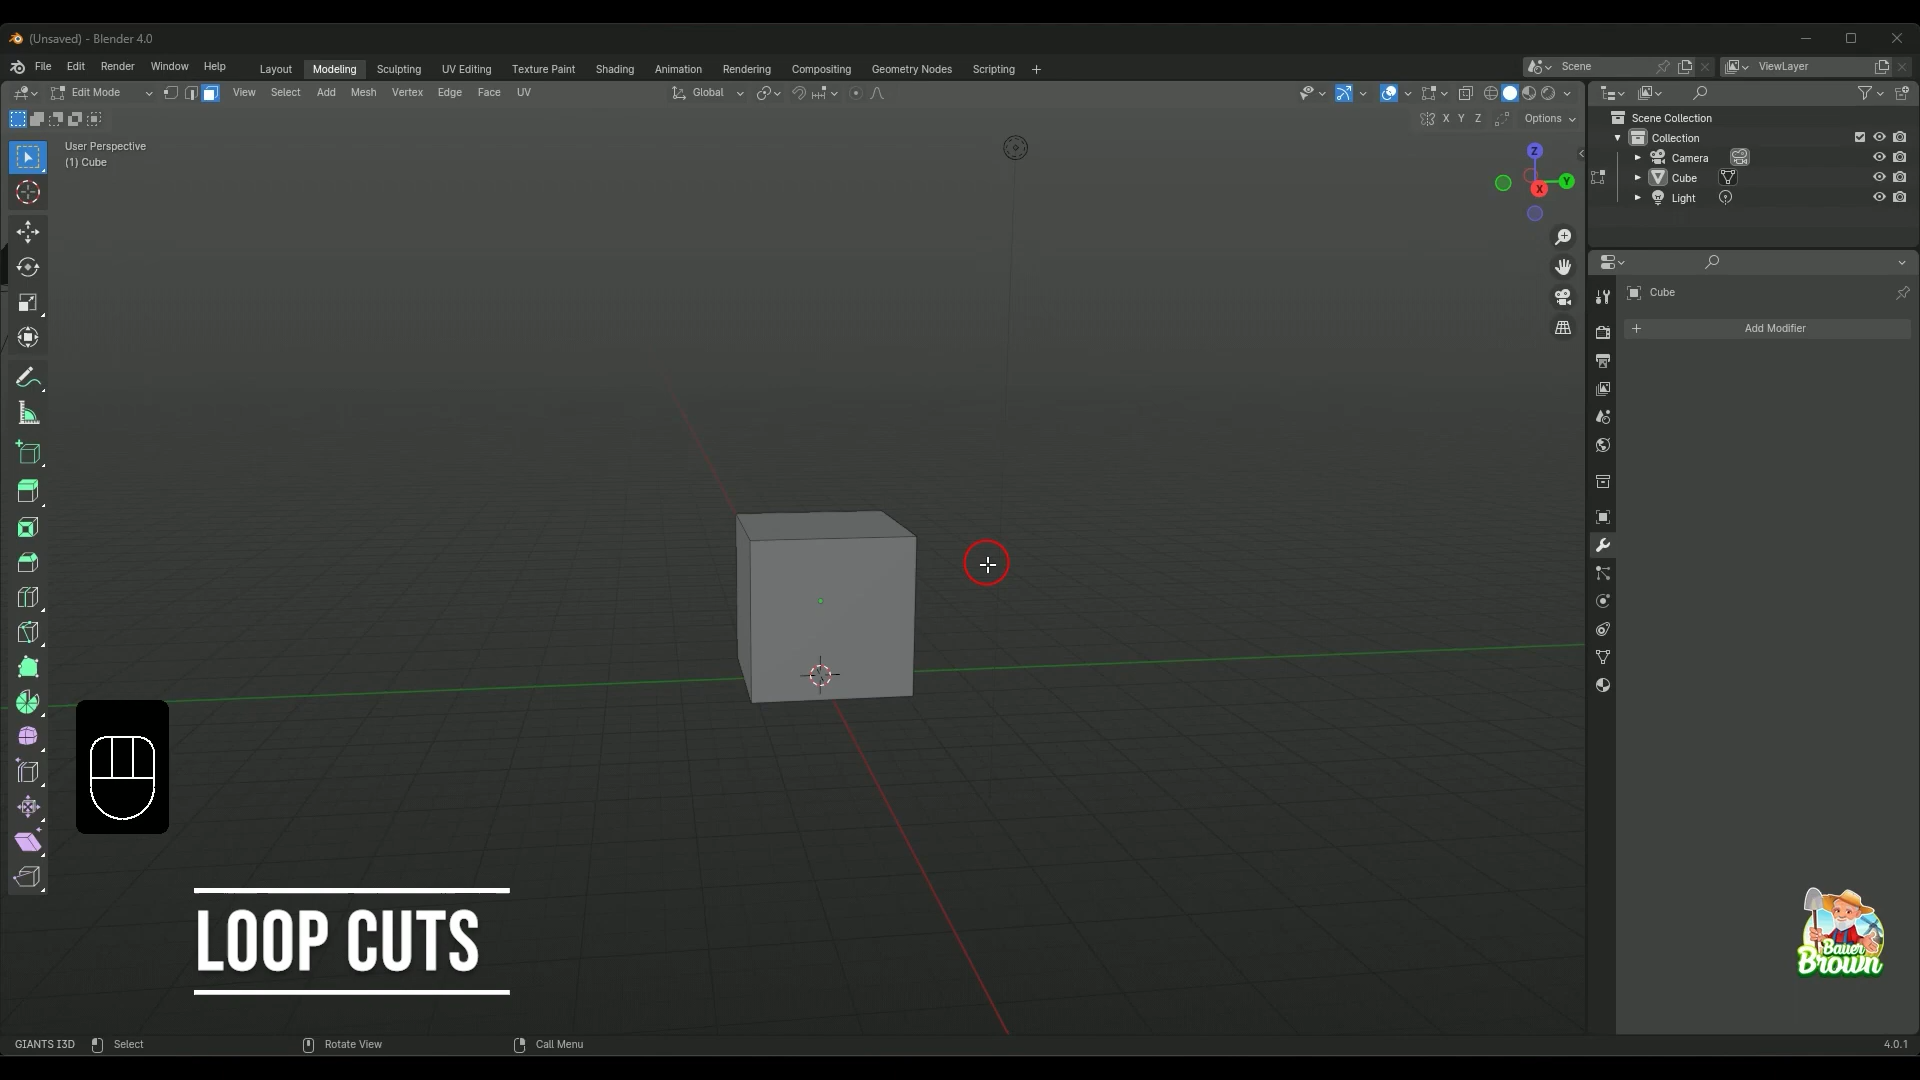 (Unsaved) - Blender 4.0
File Edit Render Window Help
Layout Modeling Sculpting UV Editing Texture Paint Shading Animation Rendering Compositing Geometry Nodes Scripting +
Scene
ViewLayer
Edit Mode
View Select Add Mesh Vertex Edge Face UV
Global
X Y Z
Options
User Perspective
(1) Cube
Z
Y
X
Scene Collection
Collection
Camera
Cube
Light
Cube
+ Add Modifier
LOOP CUTS
Bauer
Brown
GIANTS I3D Select Rotate View Call Menu
4.0.1